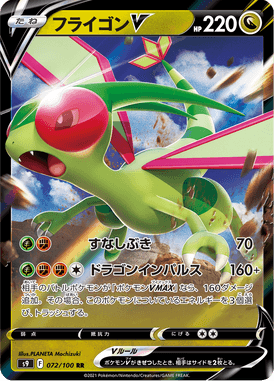 たね フライゴンV HP 220
すなしぶき 70
ドラゴンインパルス 160+
相手のバトルポケモンが「ポケモンVMAX」なら、160ダメージ
追加。その場合、このポケモンについているエネルギーを3個選
び、トラッシュする。
弱点 抵抗力 にげる
Vルール
ポケモンVがきぜつしたとき、相手はサイドを2枚とる。
Illus.PLANETA Mochizuki
s9 F 072/100 RR
©2021 Pokémon/Nintendo/Creatures/GAME FREAK.